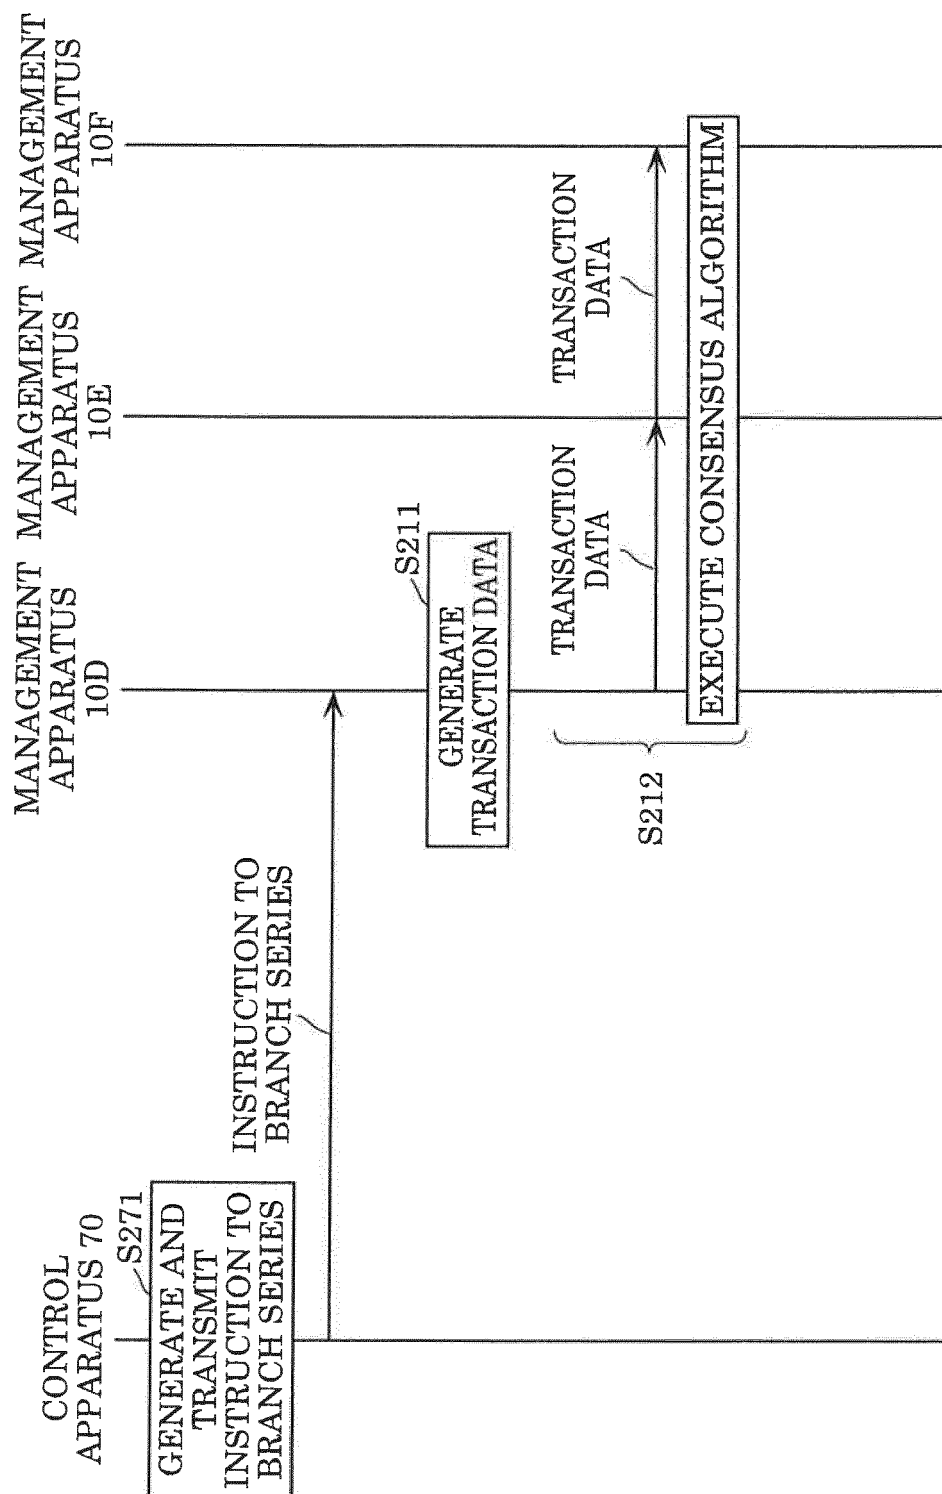 CONTROL
APPARATUS 70
MANAGEMENT
APPARATUS
10D
MANAGEMENT
APPARATUS
10E
MANAGEMENT
APPARATUS
10F
S271
GENERATE AND
TRANSMIT
INSTRUCTION TO
BRANCH SERIES
INSTRUCTION TO
BRANCH SERIES
S211
GENERATE
TRANSACTION DATA
TRANSACTION
DATA
TRANSACTION
DATA
S212
EXECUTE CONSENSUS ALGORITHM